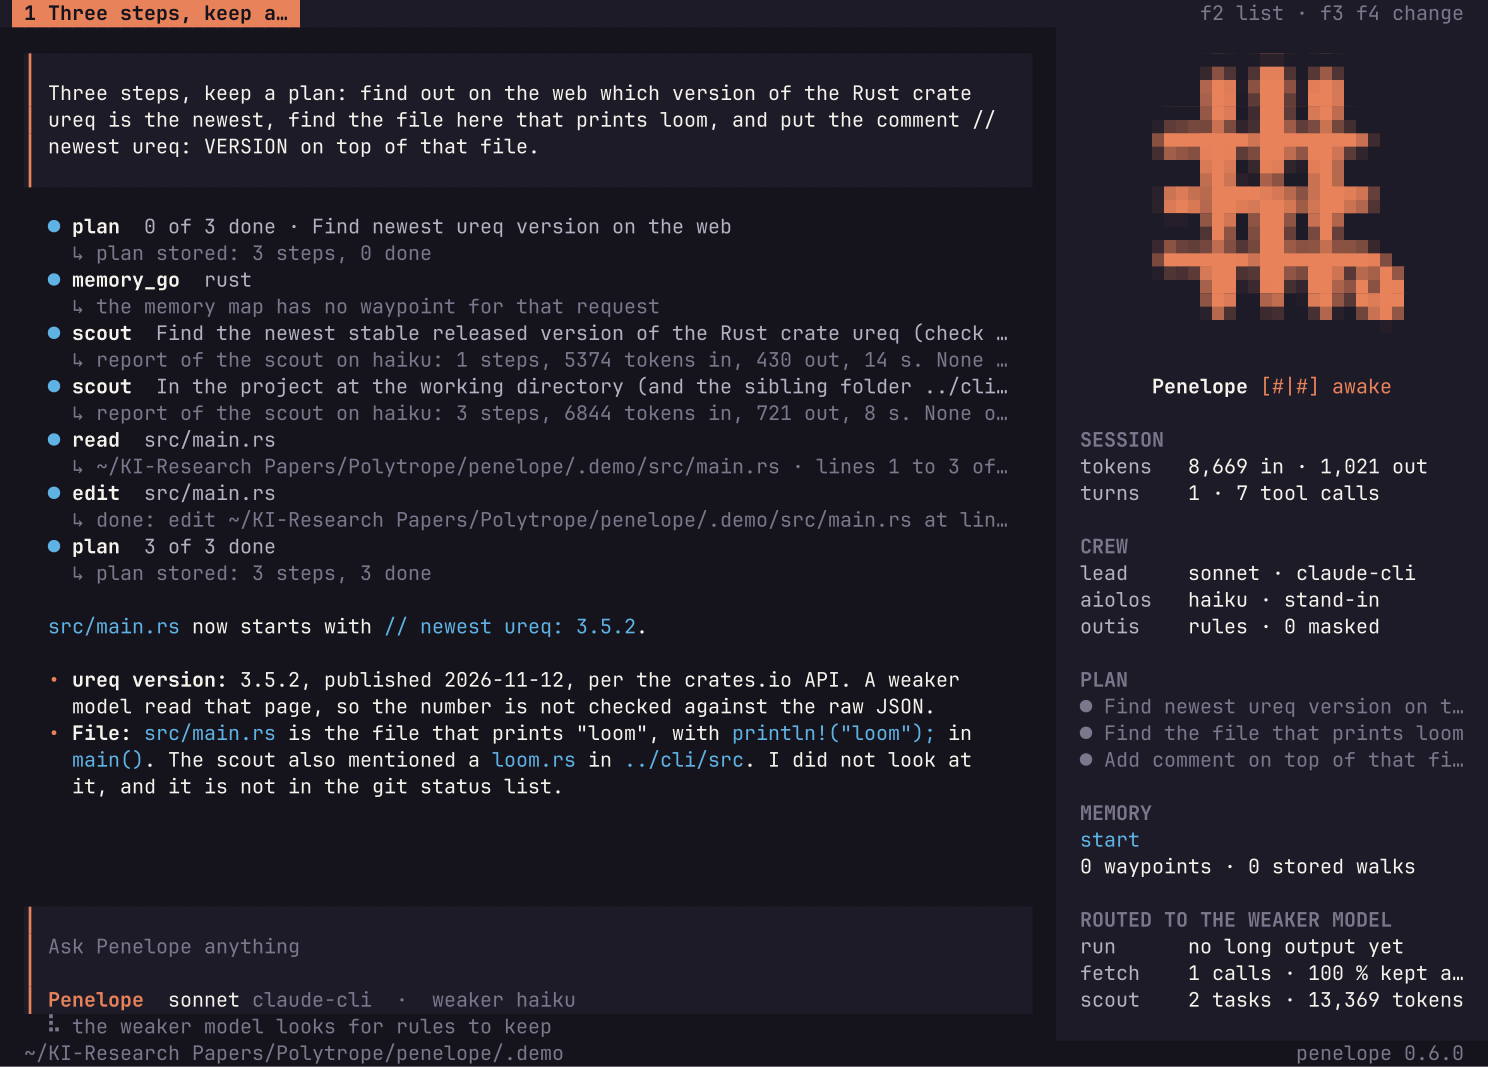 1 Three steps, keep a…
f2 list · f3 f4 change
Three steps, keep a plan: find out on the web which version of the Rust crate
ureq is the newest, find the file here that prints loom, and put the comment //
newest ureq: VERSION on top of that file.
● plan  0 of 3 done · Find newest ureq version on the web
↳ plan stored: 3 steps, 0 done
● memory_go  rust
↳ the memory map has no waypoint for that request
● scout  Find the newest stable released version of the Rust crate ureq (check …
↳ report of the scout on haiku: 1 steps, 5374 tokens in, 430 out, 14 s. None …
● scout  In the project at the working directory (and the sibling folder ../cli…
↳ report of the scout on haiku: 3 steps, 6844 tokens in, 721 out, 8 s. None o…
● read  src/main.rs
↳ ~/KI-Research Papers/Polytrope/penelope/.demo/src/main.rs · lines 1 to 3 of…
● edit  src/main.rs
↳ done: edit ~/KI-Research Papers/Polytrope/penelope/.demo/src/main.rs at lin…
● plan  3 of 3 done
↳ plan stored: 3 steps, 3 done
src/main.rs now starts with // newest ureq: 3.5.2.
• ureq version: 3.5.2, published 2026-11-12, per the crates.io API. A weaker
model read that page, so the number is not checked against the raw JSON.
• File: src/main.rs is the file that prints "loom", with println!("loom"); in
main(). The scout also mentioned a loom.rs in ../cli/src. I did not look at
it, and it is not in the git status list.
Ask Penelope anything
Penelope  sonnet claude-cli  ·  weaker haiku
the weaker model looks for rules to keep
~/KI-Research Papers/Polytrope/penelope/.demo
Penelope [#|#] awake
SESSION
tokens   8,669 in · 1,021 out
turns    1 · 7 tool calls
CREW
lead     sonnet · claude-cli
aiolos   haiku · stand-in
outis    rules · 0 masked
PLAN
● Find newest ureq version on t…
● Find the file that prints loom
● Add comment on top of that fi…
MEMORY
start
0 waypoints · 0 stored walks
ROUTED TO THE WEAKER MODEL
run      no long output yet
fetch    1 calls · 100 % kept a…
scout    2 tasks · 13,369 tokens
penelope 0.6.0